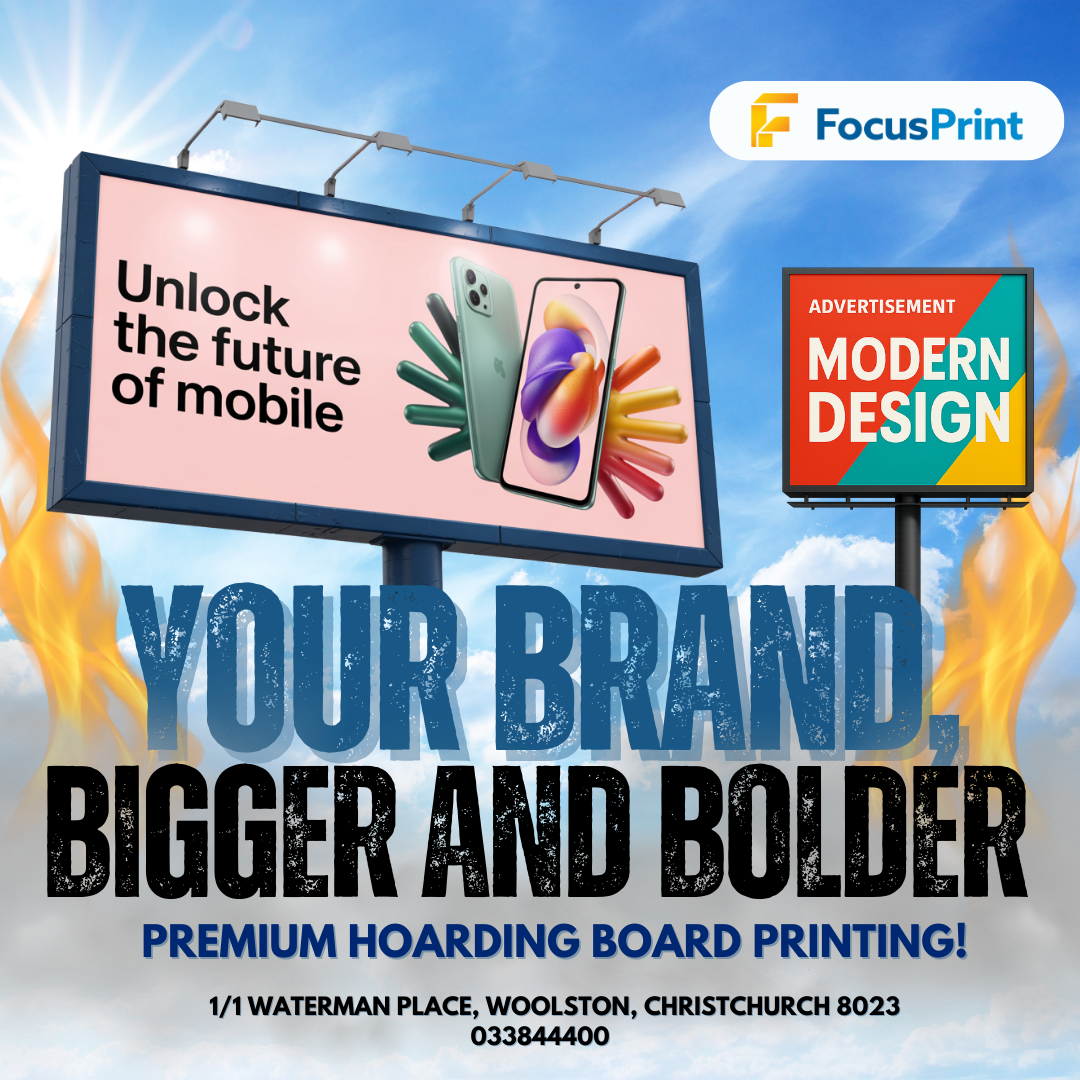 FocusPrint
Unlock
the future
of mobile
ADVERTISEMENT
MODERN
DESIGN
YOUR BRAND,
BIGGER AND BOLDER
PREMIUM HOARDING BOARD PRINTING!
1/1 WATERMAN PLACE, WOOLSTON, CHRISTCHURCH 8023
033844400